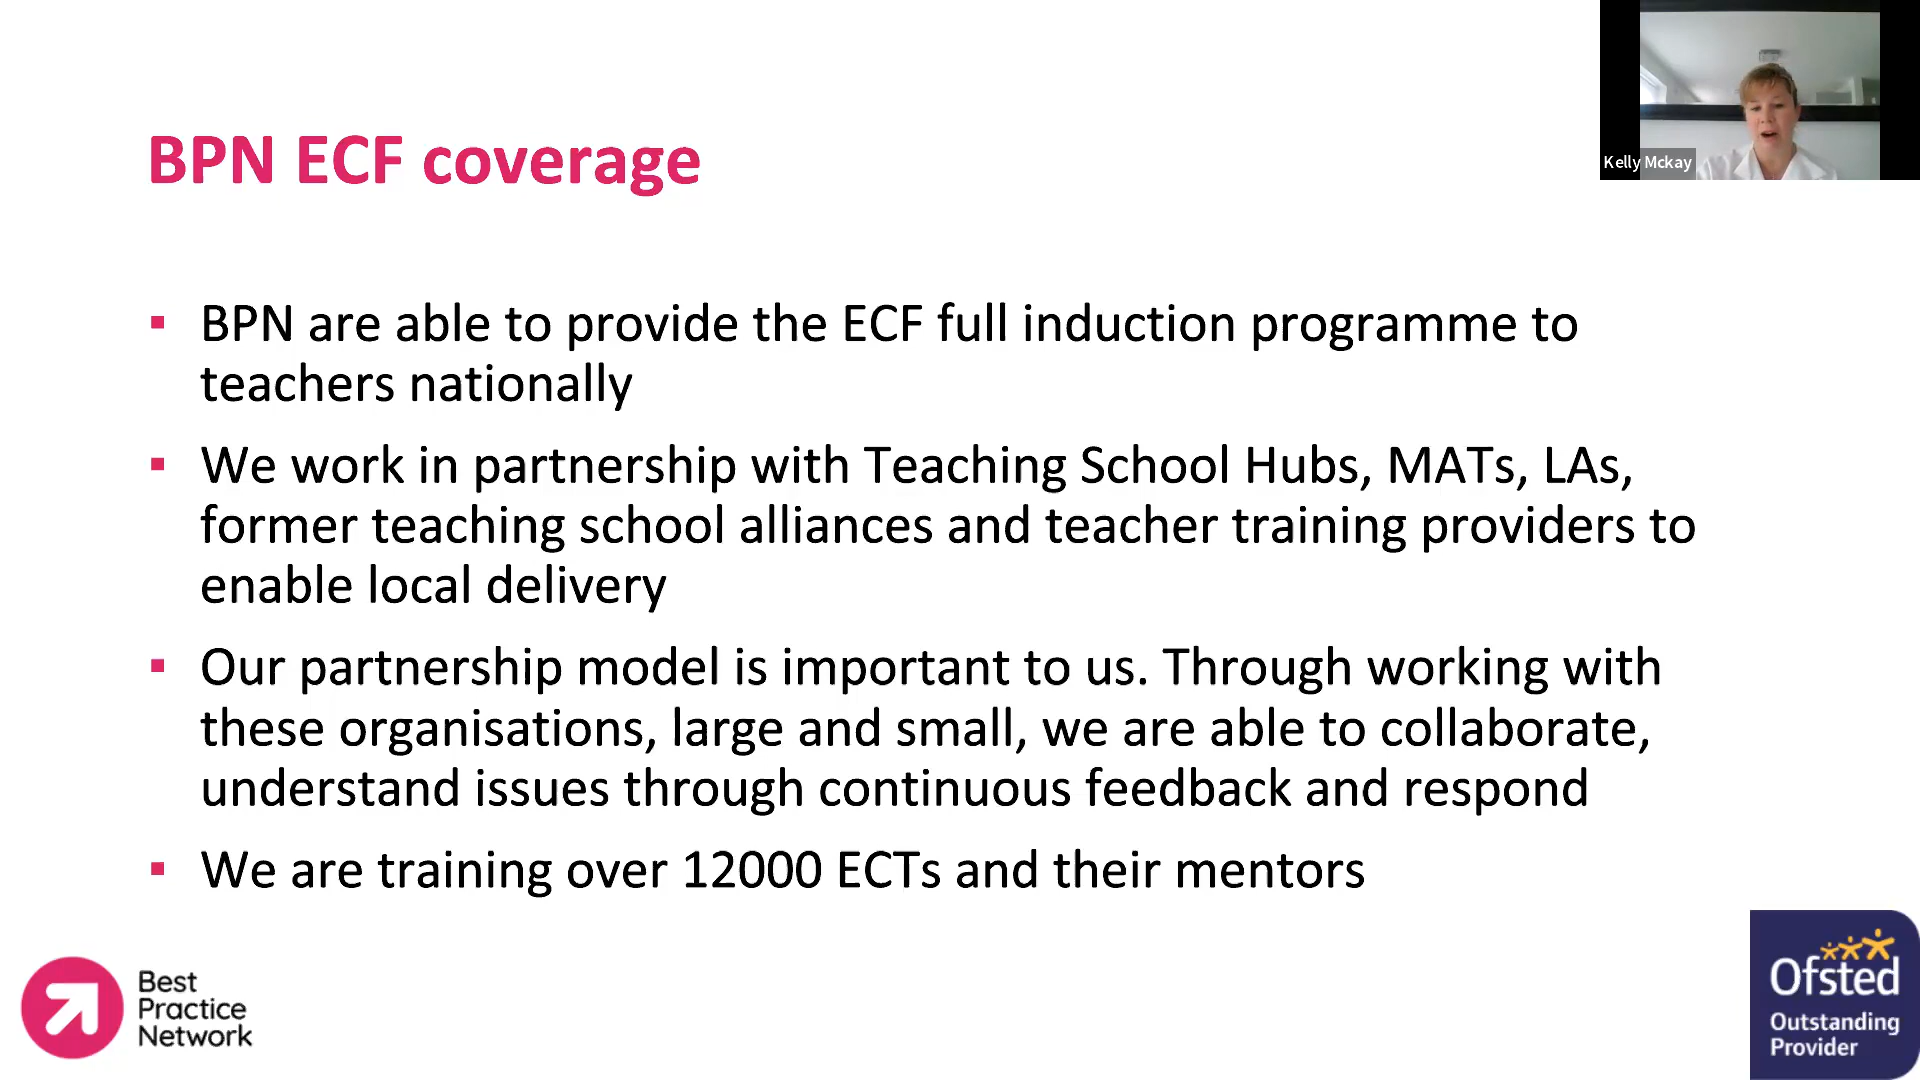 Kelly Mckay
BPN ECF coverage
BPN are able to provide the ECF full induction programme to
teachers nationally
We work in partnership with Teaching School Hubs, MATs, LAs,
former teaching school alliances and teacher training providers to
enable local delivery
Our partnership model is important to us. Through working with
these organisations, large and small, we are able to collaborate,
understand issues through continuous feedback and respond
We are training over 12000 ECTs and their mentors
Best
Practice
Network
Ofsted
Outstanding
Provider